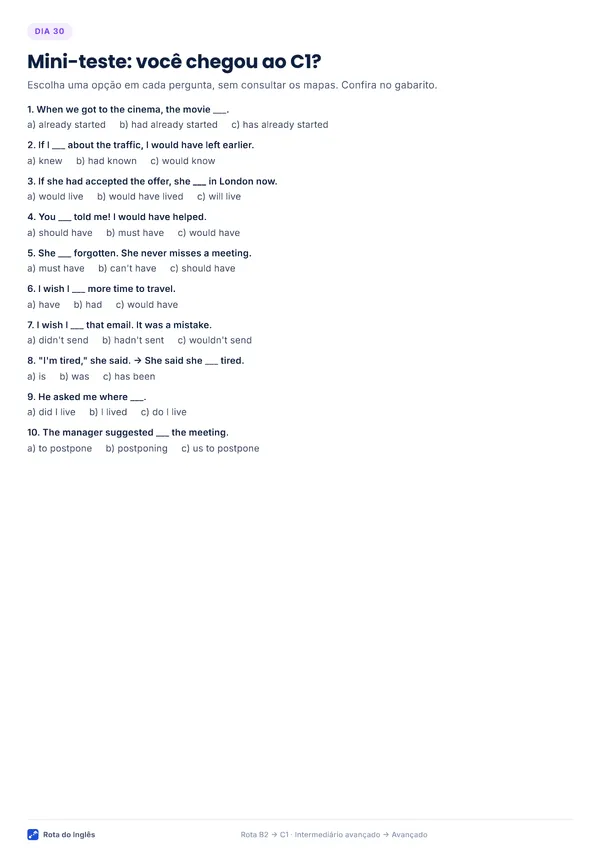 DIA 30
Mini-teste: você chegou ao C1?
Escolha uma opção em cada pergunta, sem consultar os mapas. Confira no gabarito.
1. When we got to the cinema, the movie ___.
a) already started b) had already started c) has already started
2. If I ___ about the traffic, I would have left earlier.
a) knew b) had known c) would know
3. If she had accepted the offer, she ___ in London now.
a) would live b) would have lived c) will live
4. You ___ told me! I would have helped.
a) should have b) must have c) would have
5. She ___ forgotten. She never misses a meeting.
a) must have b) can't have c) should have
6. I wish I ___ more time to travel.
a) have b) had c) would have
7. I wish I ___ that email. It was a mistake.
a) didn't send b) hadn't sent c) wouldn't send
8. "I'm tired," she said. → She said she ___ tired.
a) is b) was c) has been
9. He asked me where ___.
a) did I live b) I lived c) do I live
10. The manager suggested ___ the meeting.
a) to postpone b) postponing c) us to postpone
Rota do Inglês Rota B2 → C1 · Intermediário avançado → Avançado